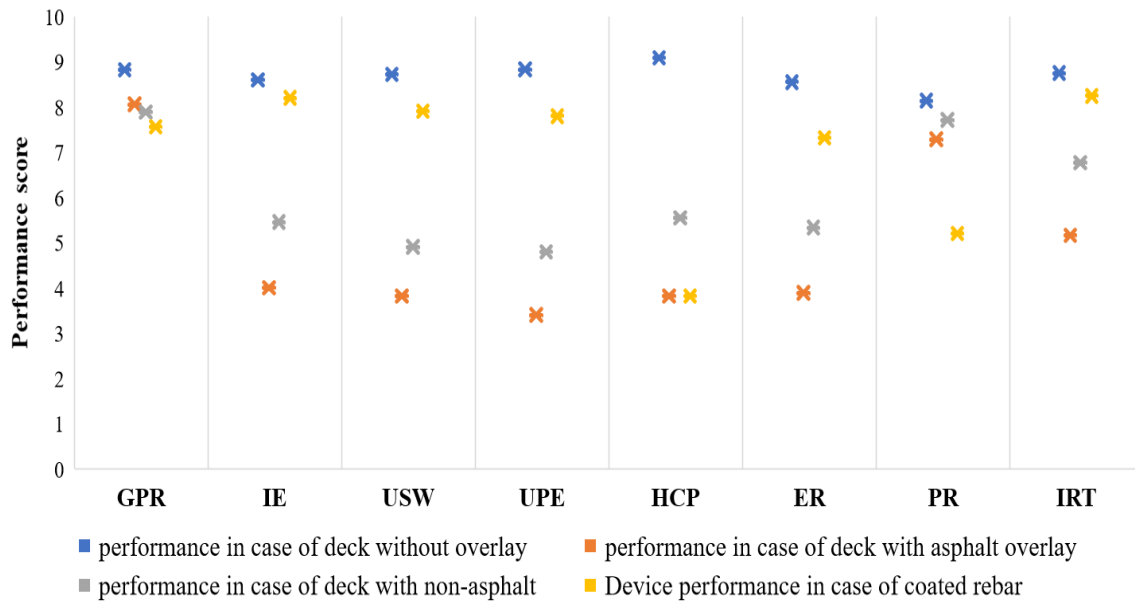 10
9
8
7
6
5
4
3
2
1
0
Performance score
GPR IE USW UPE HCP ER PR IRT
performance in case of deck without overlay
performance in case of deck with asphalt overlay
performance in case of deck with non-asphalt
Device performance in case of coated rebar